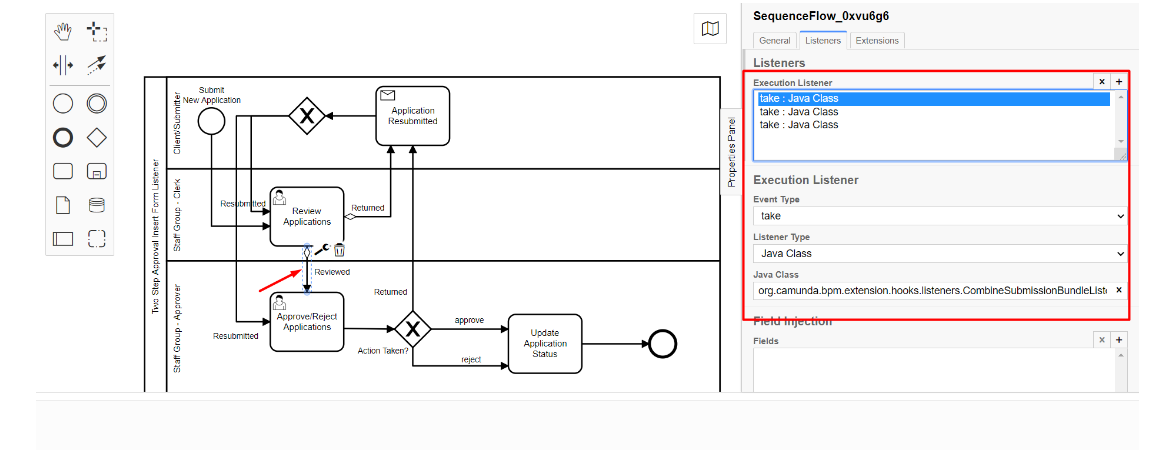 SequenceFlow_0xvu6g6
General
Listeners
Extensions
Listeners
Execution Listener
×
+
take : Java Class
take : Java Class
take : Java Class
Execution Listener
Event Type
take
Listener Type
Java Class
Java Class
org.camunda.bpm.extension.hooks.listeners.CombineSubmissionBundleListe
×
Field Injection
Fields
×
+
Properties Panel
Two Step Approval Insert Form Listener
Client/Submitter
Submit
New Application
Application
Resubmitted
Staff Group - Clerk
Resubmitted
Review
Applications
Returned
Reviewed
Staff Group - Approver
Resubmitted
Approve/Reject
Applications
Returned
Action Taken?
approve
reject
Update
Application
Status